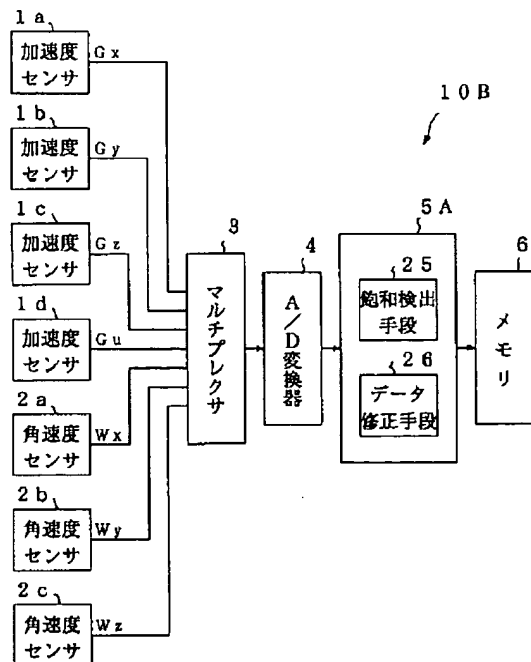 1a
加速度
センサ
Gx
1b
加速度
センサ
Gy
1c
加速度
センサ
Gz
1d
加速度
センサ
Gu
2a
角速度
センサ
Wx
2b
角速度
センサ
Wy
2c
角速度
センサ
Wz
3
マルチプレクサ
4
A/D変換器
10B
5A
25
飽和検出
手段
26
データ
修正手段
6
メモリ